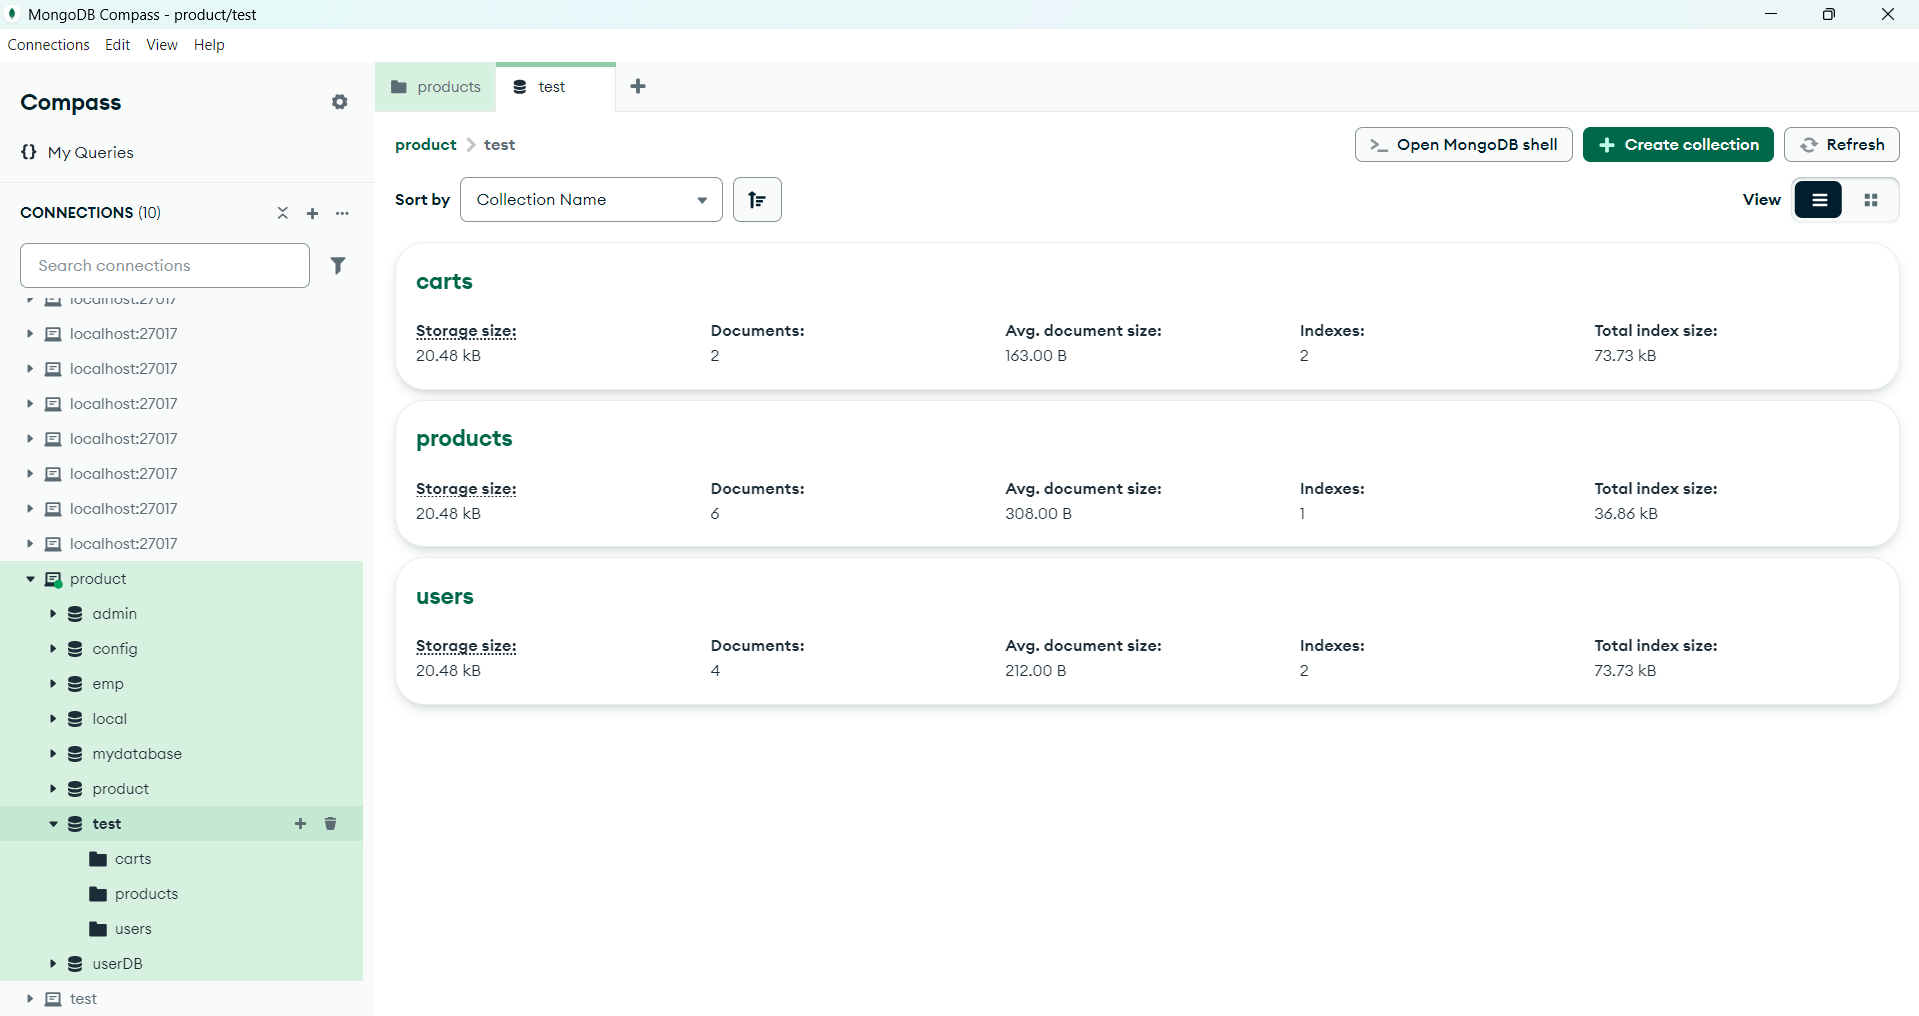 MongoDB Compass - product/test
Connections Edit View Help
Compass
{} My Queries
CONNECTIONS (10)
Search connections
localhost:27017
localhost:27017
localhost:27017
localhost:27017
localhost:27017
localhost:27017
localhost:27017
localhost:27017
product
admin
config
emp
local
mydatabase
product
test
carts
products
users
userDB
test
products test
product > test
>_ Open MongoDB shell + Create collection Refresh
Sort by Collection Name View
carts
Storage size: Documents: Avg. document size: Indexes: Total index size:
20.48 kB 2 163.00 B 2 73.73 kB
products
Storage size: Documents: Avg. document size: Indexes: Total index size:
20.48 kB 6 308.00 B 1 36.86 kB
users
Storage size: Documents: Avg. document size: Indexes: Total index size:
20.48 kB 4 212.00 B 2 73.73 kB